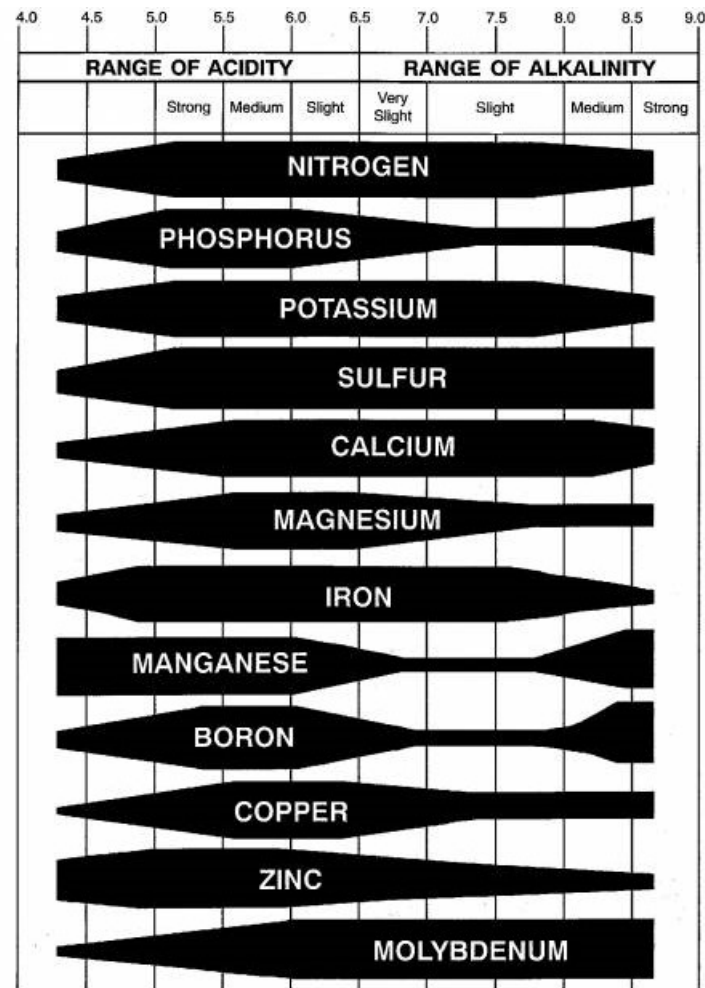 4.0 4.5 5.0 5.5 6.0 6.5 7.0 7.5 8.0 8.5 9.0
RANGE OF ACIDITY RANGE OF ALKALINITY
Strong Medium Slight Very Slight Slight Medium Strong
NITROGEN
PHOSPHORUS
POTASSIUM
SULFUR
CALCIUM
MAGNESIUM
IRON
MANGANESE
BORON
COPPER
ZINC
MOLYBDENUM